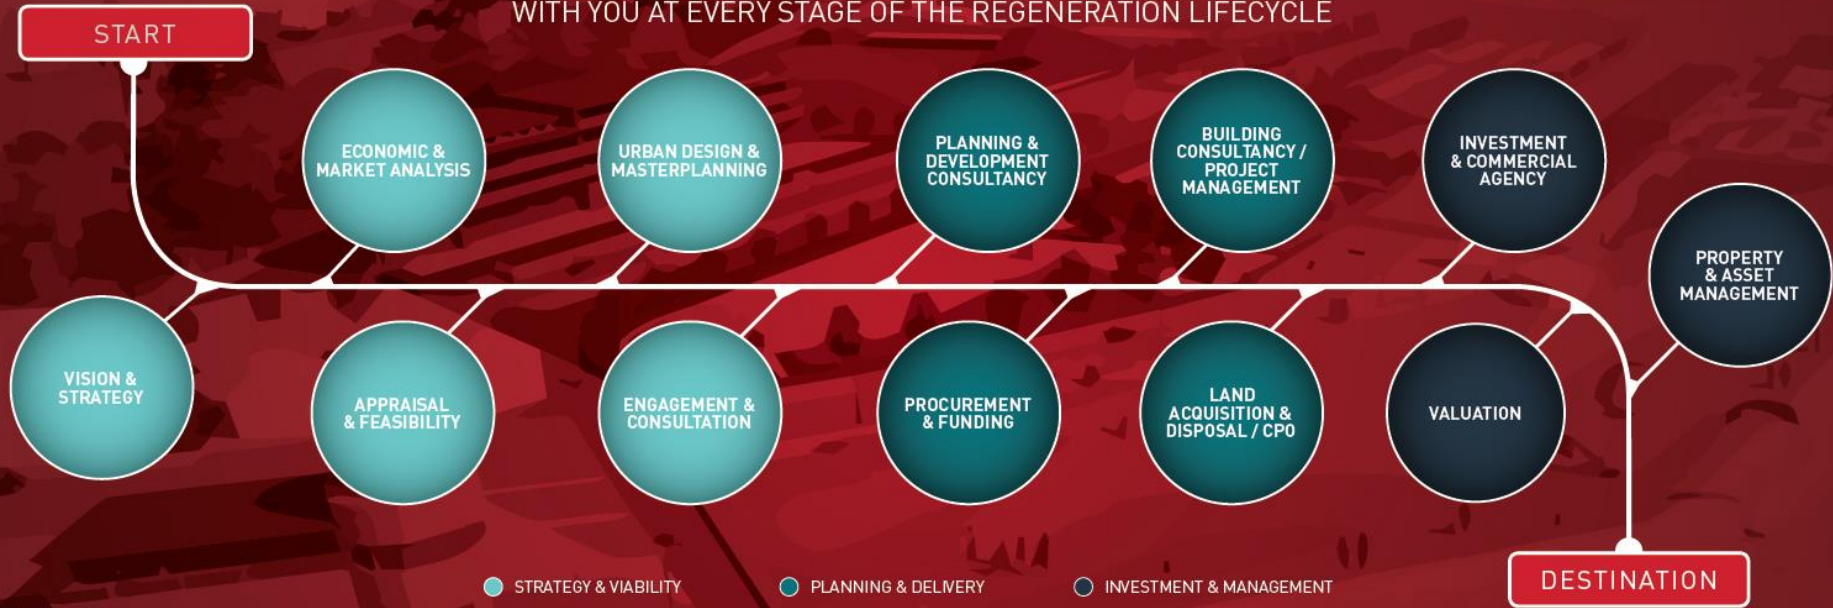 WITH YOU AT EVERY STAGE OF THE REGENERATION LIFECYCLE
START
ECONOMIC &
MARKET ANALYSIS
URBAN DESIGN &
MASTERPLANNING
PLANNING &
DEVELOPMENT
CONSULTANCY
BUILDING
CONSULTANCY /
PROJECT
MANAGEMENT
INVESTMENT
& COMMERCIAL
AGENCY
PROPERTY
& ASSET
MANAGEMENT
VISION &
STRATEGY
APPRAISAL
& FEASIBILITY
ENGAGEMENT &
CONSULTATION
PROCUREMENT
& FUNDING
LAND
ACQUISITION &
DISPOSAL / CPO
VALUATION
STRATEGY & VIABILITY
PLANNING & DELIVERY
INVESTMENT & MANAGEMENT
DESTINATION